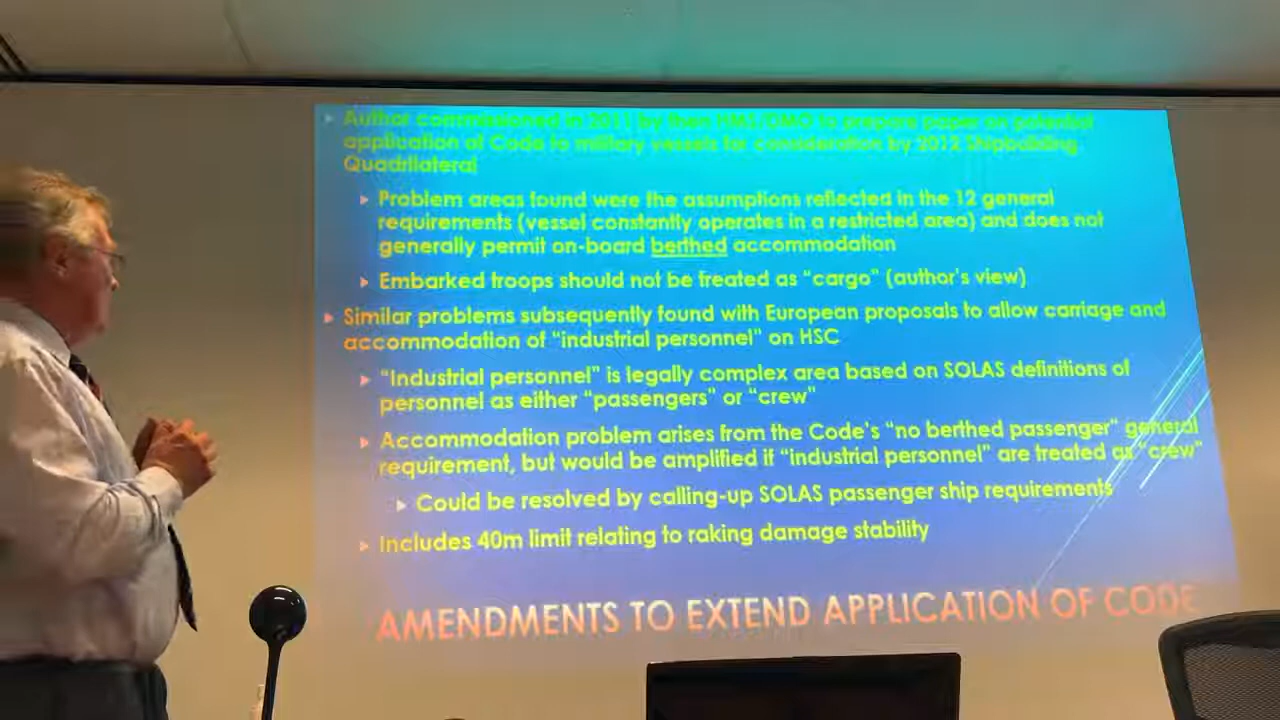 Author commissioned in 2011 by then HMS/DMO to prepare paper on potential
application of Code to military vessels for consideration by 2012 Shipbuilding
Quadrilateral
Problem areas found were the assumptions reflected in the 12 general
requirements (vessel constantly operates in a restricted area) and does not
generally permit on-board berthed accommodation
Embarked troops should not be treated as "cargo" (author's view)
Similar problems subsequently found with European proposals to allow carriage and
accommodation of "industrial personnel" on HSC
"Industrial personnel" is legally complex area based on SOLAS definitions of
personnel as either "passengers" or "crew"
Accommodation problem arises from the Code's "no berthed passenger" general
requirement, but would be amplified if "industrial personnel" are treated as "crew"
Could be resolved by calling-up SOLAS passenger ship requirements
Includes 40m limit relating to raking damage stability
AMENDMENTS TO EXTEND APPLICATION OF CODE